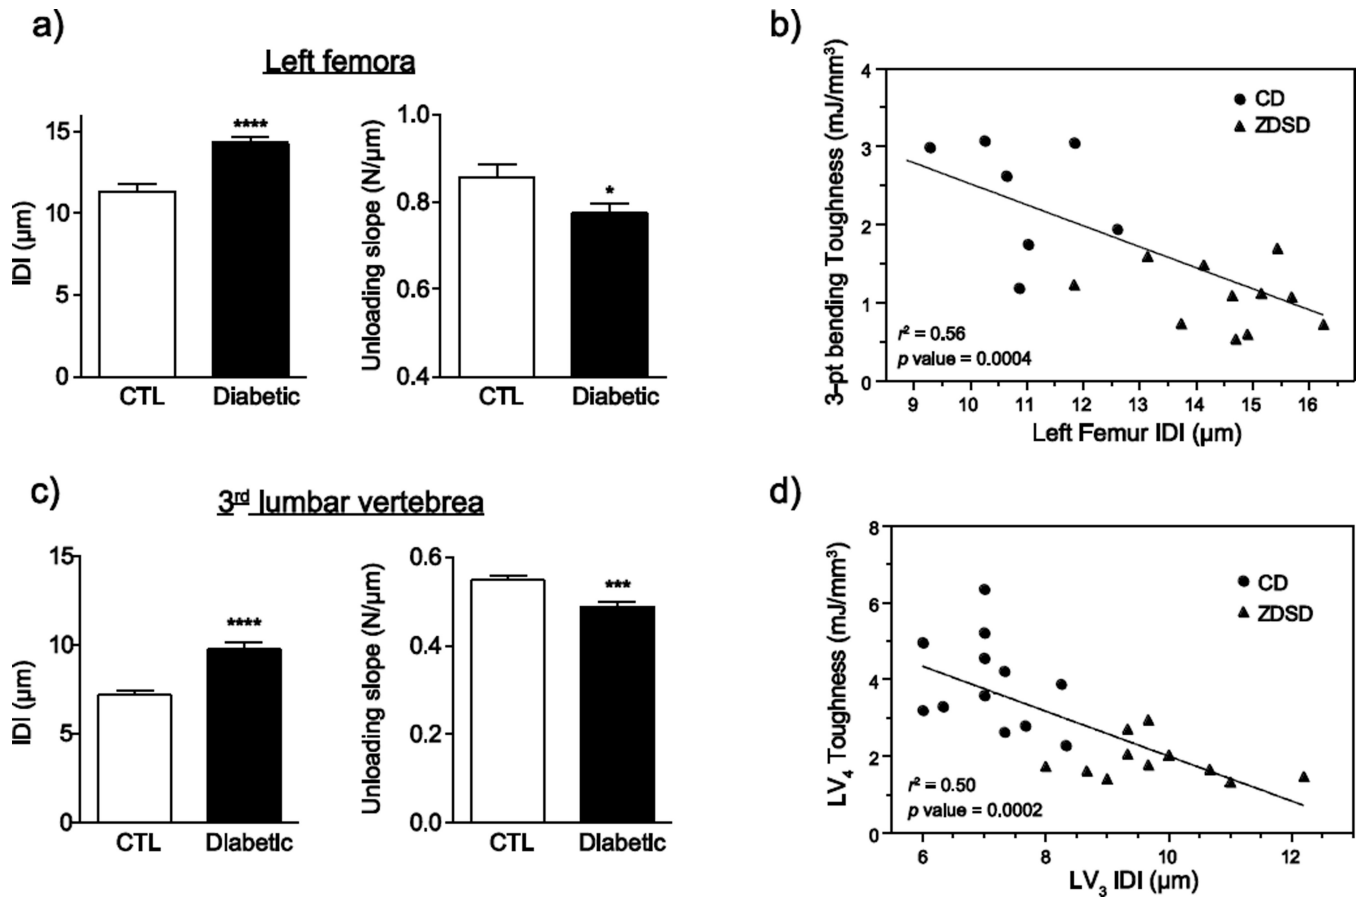 a)
Left femora
IDI (µm)
15
10
5
0
****
CTL
Diabetic
Unloading slope (N/µm)
1.0
0.8
0.6
0.4
*
CTL
Diabetic
b)
3-pt bending Toughness (mJ/mm³)
4
3
2
1
0
CD
ZDSD
r² = 0.56
p value = 0.0004
9 10 11 12 13 14 15 16
Left Femur IDI (µm)
c)
3rd lumbar vertebrea
IDI (µm)
15
10
5
0
****
CTL
Diabetic
Unloading slope (N/µm)
0.6
0.4
0.2
0.0
***
CTL
Diabetic
d)
LV₄ Toughness (mJ/mm³)
8
6
4
2
0
CD
ZDSD
r² = 0.50
p value = 0.0002
6 8 10 12
LV₃ IDI (µm)